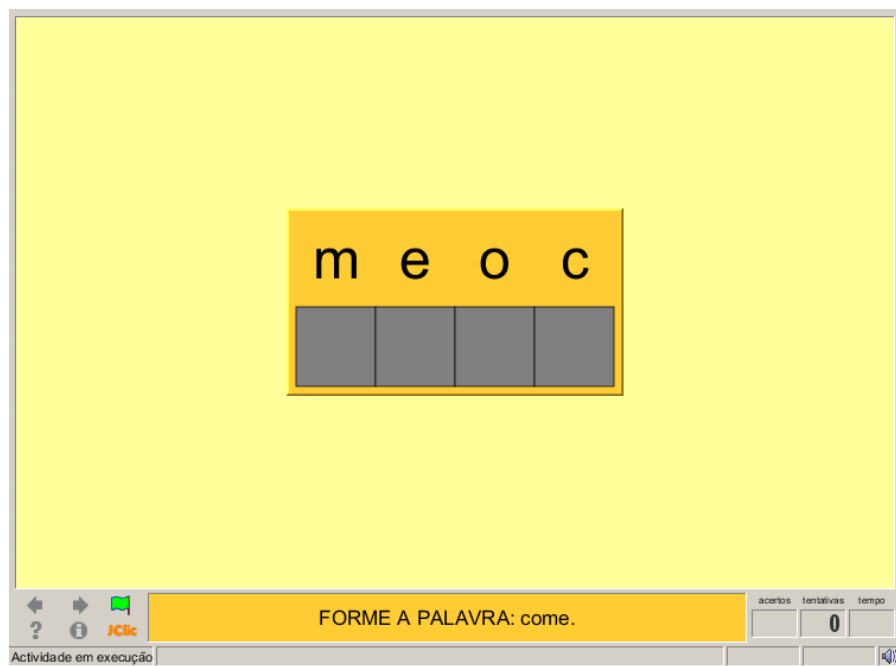 m e o c
FORME A PALAVRA: come.
acertos tentativas tempo
0
? i JClic
Actividade em execução